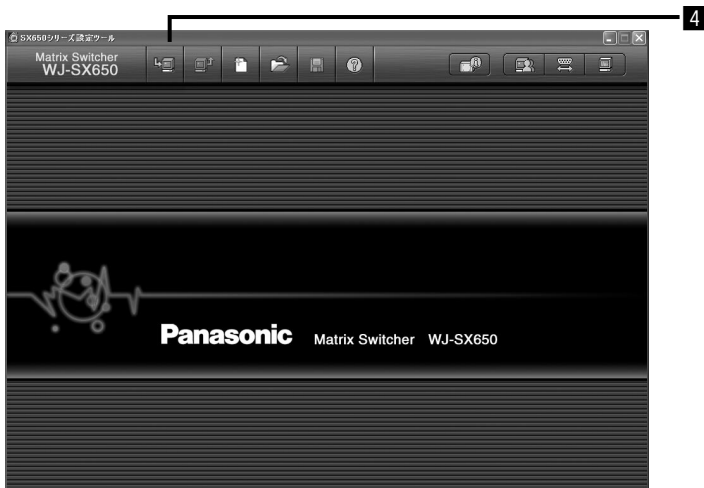 4
SX650シリーズ設定ツール
Matrix Switcher
WJ-SX650
Panasonic Matrix Switcher WJ-SX650